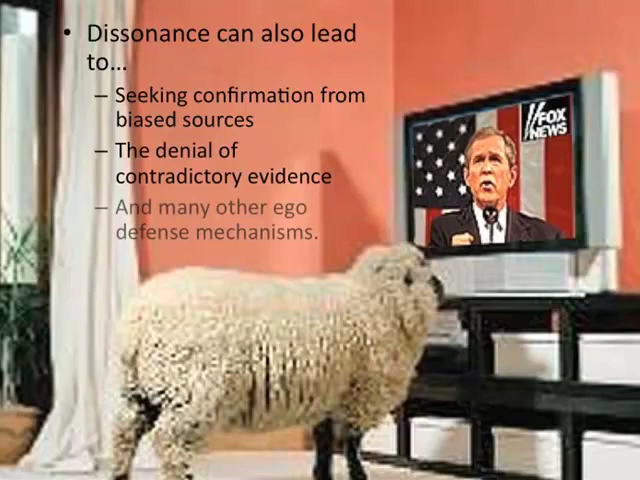 • Dissonance can also lead
to...
– Seeking confirmation from
biased sources
– The denial of
contradictory evidence
– And many other ego
defense mechanisms.
FOX
NEWS